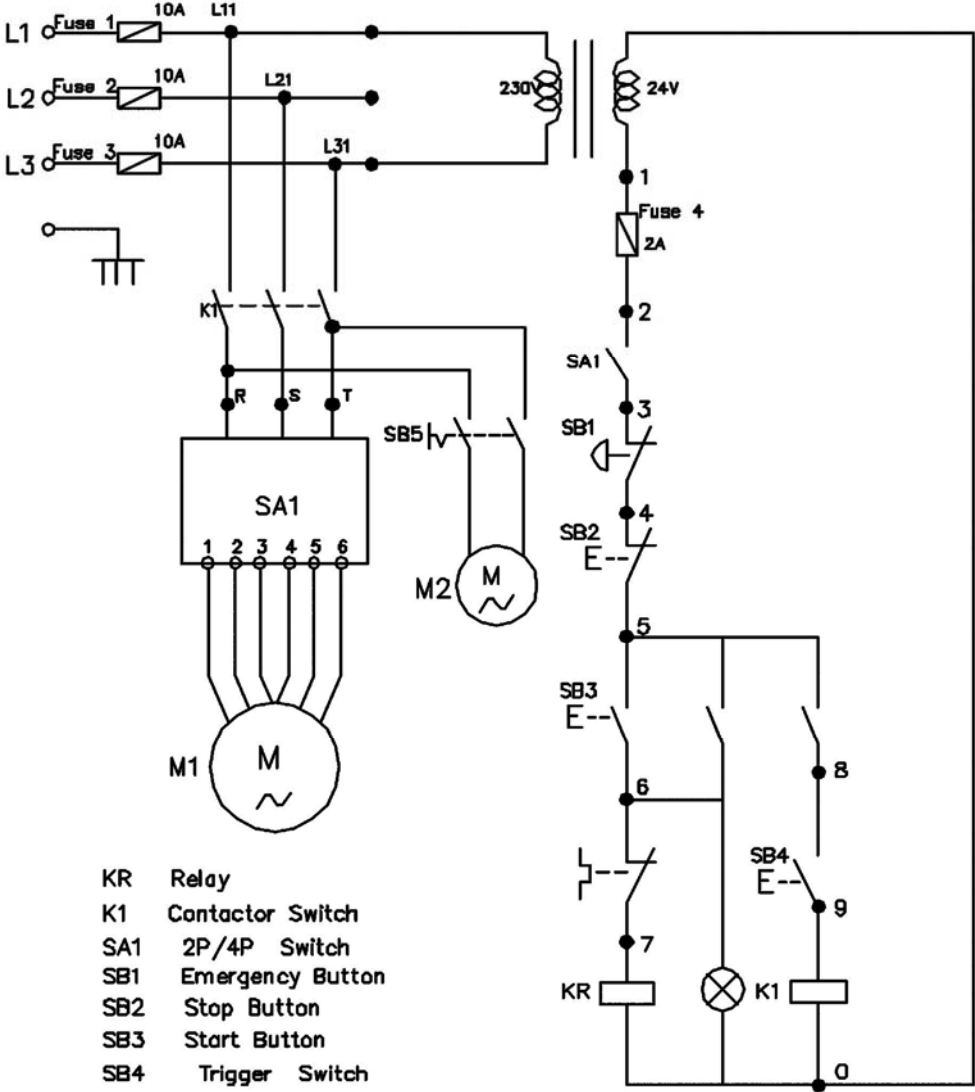 10A L11
L1 Fuse 1
10A
L2 Fuse 2 L21
230V 24V
10A
L3 Fuse 3 L31
1
Fuse 4
2A
K1
2
SA1
R S T
3
SB5 SB1
SA1
4
SB2
1 2 3 4 5 6
M2 M
5
SB3
M1 M
8
6
SB4
KR Relay
K1 Contactor Switch
9
SA1 2P/4P Switch
7
SB1 Emergency Button
KR K1
SB2 Stop Button
SB3 Start Button
SB4 Trigger Switch
0